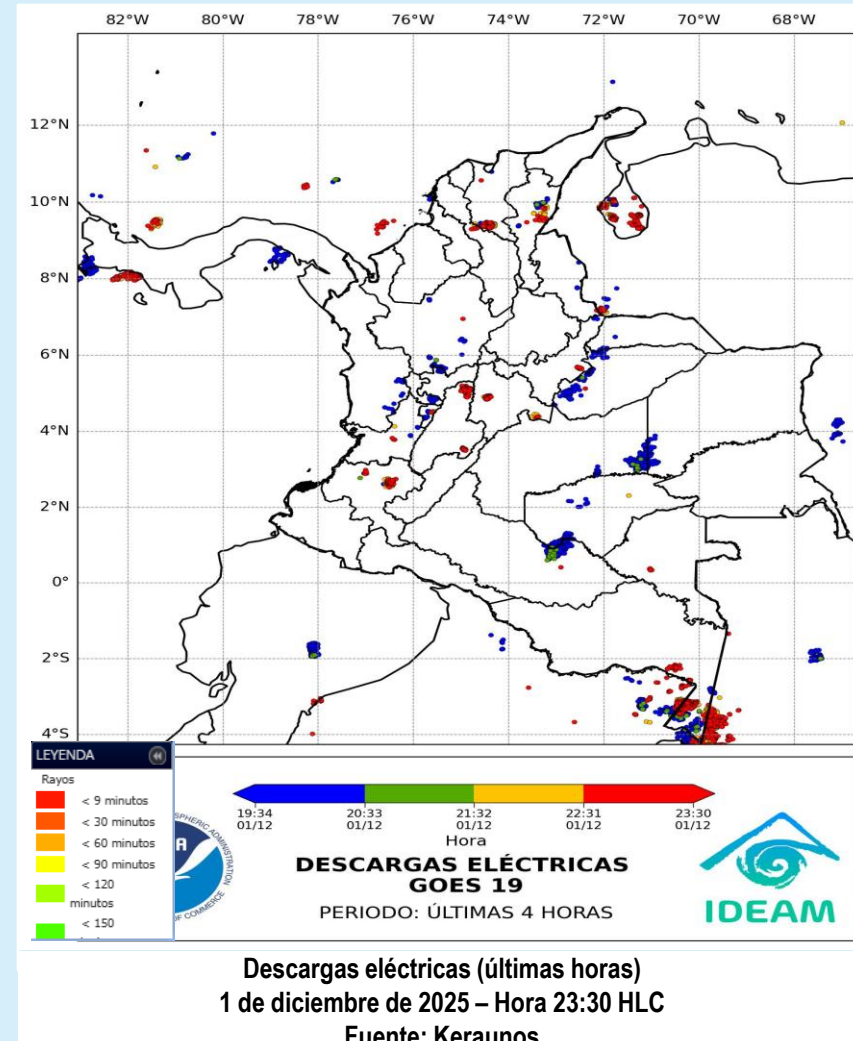 82°W 80°W 78°W 76°W 74°W 72°W 70°W 68°W
12°N
10°N
8°N
6°N
4°N
2°N
0°
2°S
4°S
LEYENDA
Rayos
< 9 minutos
< 30 minutos
< 60 minutos
< 90 minutos
< 120
minutos
< 150
19:34 20:33 21:32 22:31 23:30
01/12 01/12 01/12 01/12 01/12
Hora
DESCARGAS ELÉCTRICAS
GOES 19
PERIODO: ÚLTIMAS 4 HORAS
IDEAM
Descargas eléctricas (últimas horas)
1 de diciembre de 2025 – Hora 23:30 HLC
Fuente: Keraunos